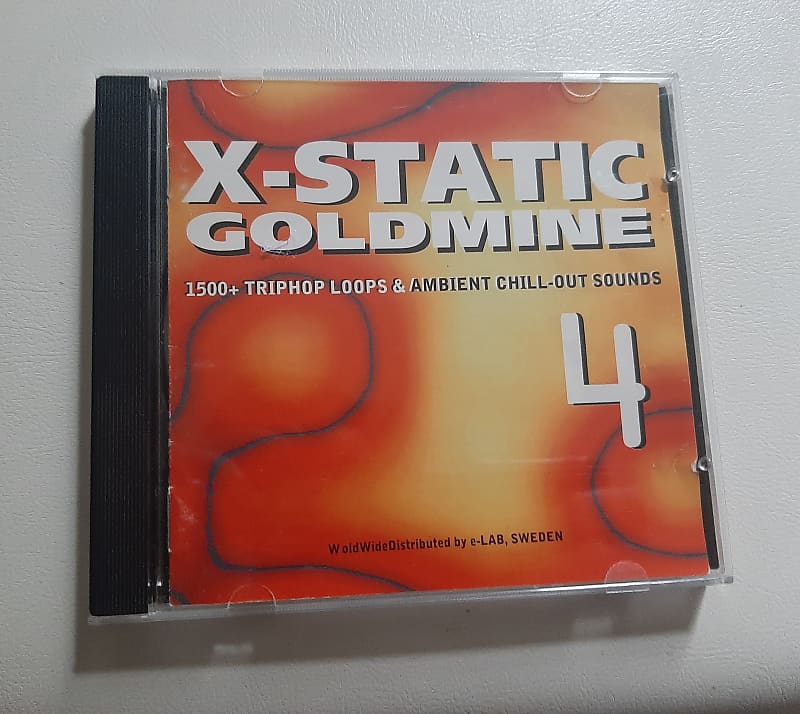 X-STATIC
GOLDMINE
1500+ TRIPHOP LOOPS & AMBIENT CHILL-OUT SOUNDS
4
WoldWideDistributed by e-LAB, SWEDEN